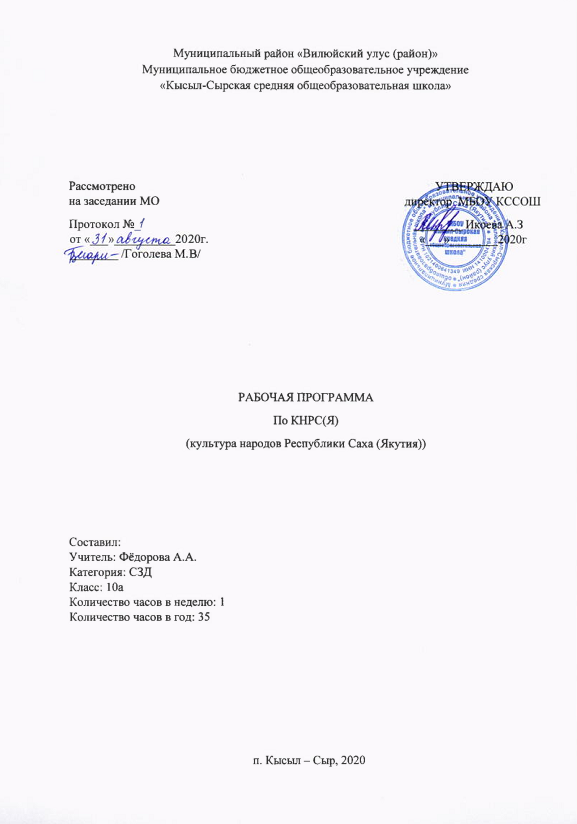 Муниципальный район «Вилюйский улус (район)»
Муниципальное бюджетное общеобразовательное учреждение
«Кысыл-Сырская средняя общеобразовательная школа»
Рассмотрено
на заседании МО
Протокол № 1
от «31» августа 2020г.
/Гоголева М.В/
УТВЕРЖДАЮ
директор МБОУ КССОШ
Икоева А.З
2020г
РАБОЧАЯ ПРОГРАММА
По КНРС(Я)
(культура народов Республики Саха (Якутия))
Составил:
Учитель: Фёдорова А.А.
Категория: СЗД
Класс: 10а
Количество часов в неделю: 1
Количество часов в год: 35
п. Кысыл – Сыр, 2020